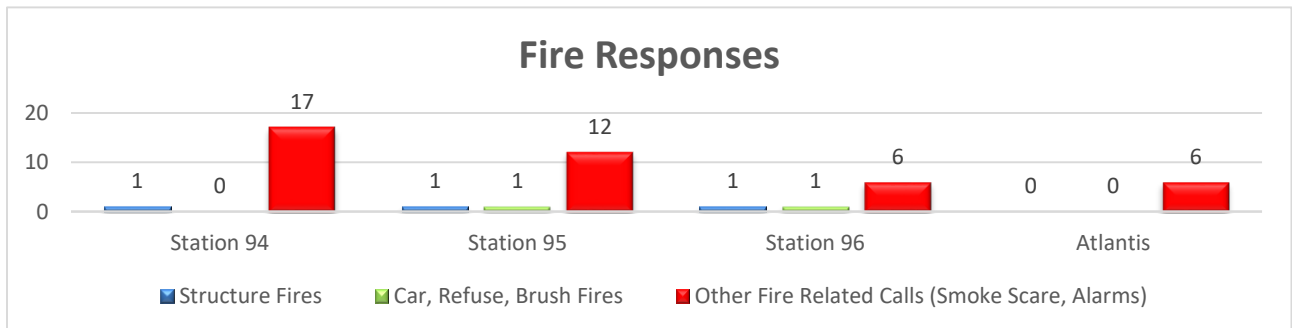 Fire Responses
17
20
12
10
6
6
1
0
1
1
1
1
0
0
0
Station 94
Station 95
Station 96
Atlantis
Structure Fires
Car, Refuse, Brush Fires
Other Fire Related Calls (Smoke Scare, Alarms)